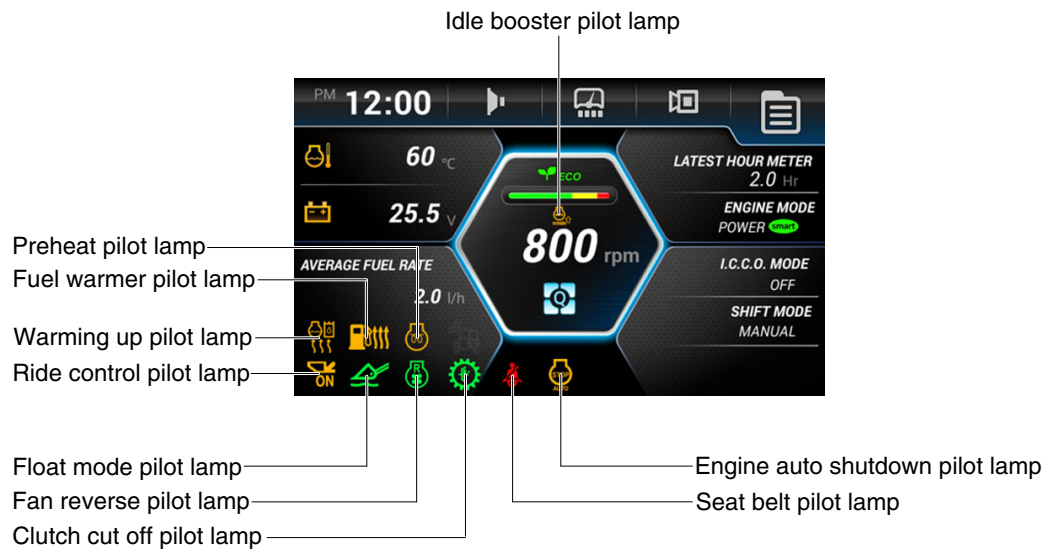 Idle booster pilot lamp
PM 12:00
60 °C
25.5 V
ECO
800 rpm
Q
LATEST HOUR METER
2.0 Hr
ENGINE MODE
POWER smart
I.C.C.O. MODE
OFF
SHIFT MODE
MANUAL
AVERAGE FUEL RATE
2.0 l/h
ON
R
STOP
AUTO
Preheat pilot lamp
Fuel warmer pilot lamp
Warming up pilot lamp
Ride control pilot lamp
Float mode pilot lamp
Fan reverse pilot lamp
Clutch cut off pilot lamp
Engine auto shutdown pilot lamp
Seat belt pilot lamp